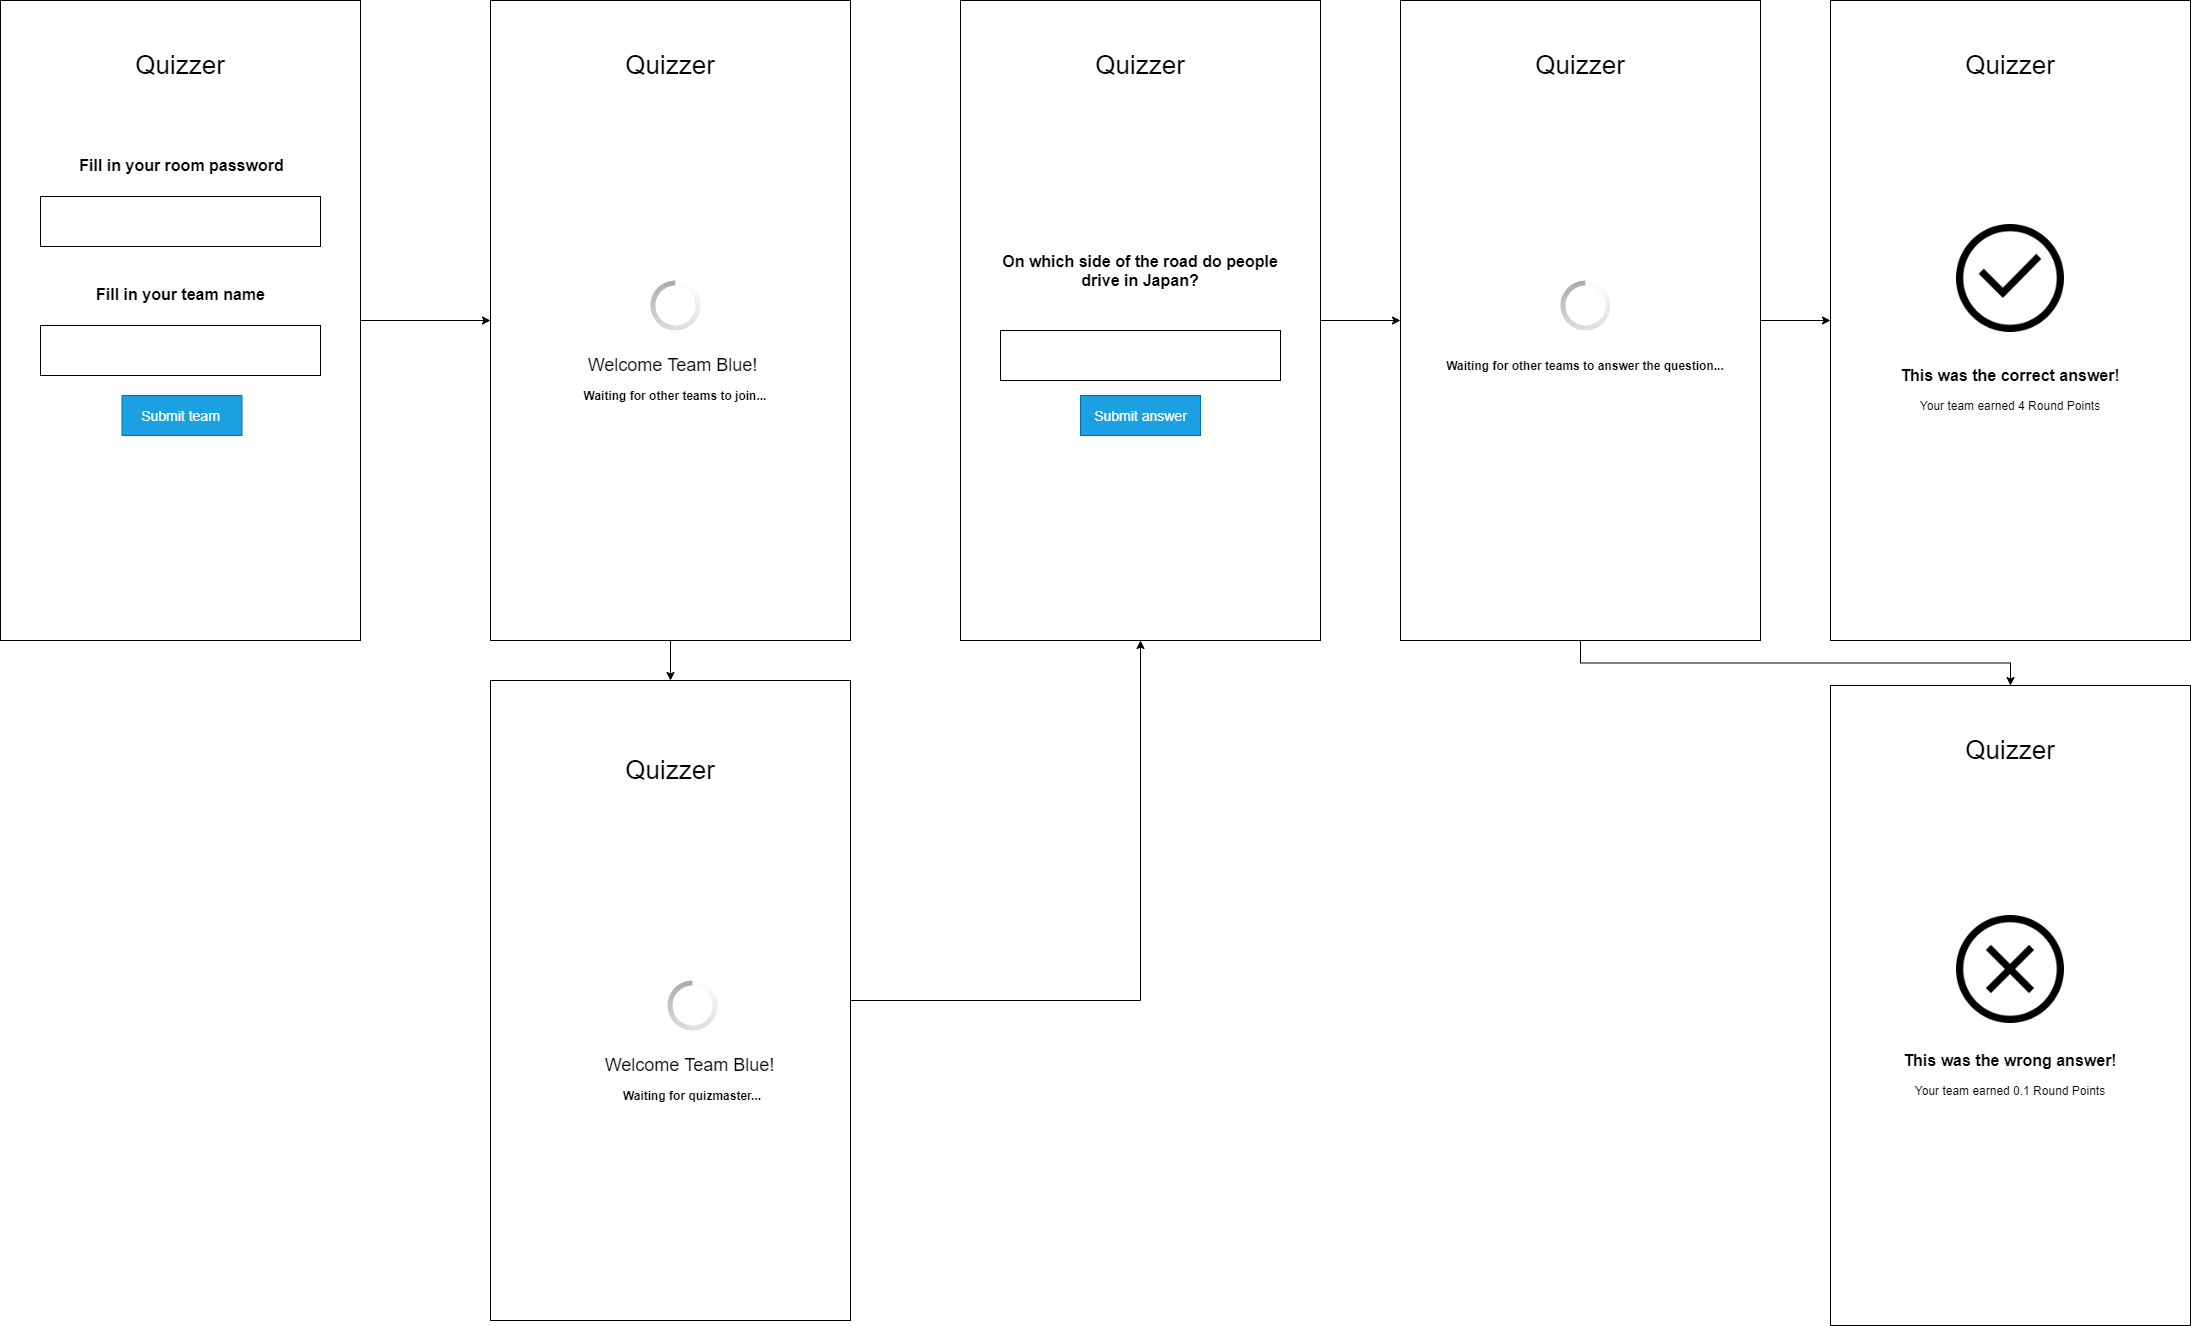 Quizzer
Fill in your room password
Fill in your team name
Submit team
Quizzer
Welcome Team Blue!
Waiting for other teams to join...
Quizzer
Welcome Team Blue!
Waiting for quizmaster...
Quizzer
On which side of the road do people
drive in Japan?
Submit answer
Quizzer
Waiting for other teams to answer the question...
Quizzer
This was the correct answer!
Your team earned 4 Round Points
Quizzer
This was the wrong answer!
Your team earned 0.1 Round Points